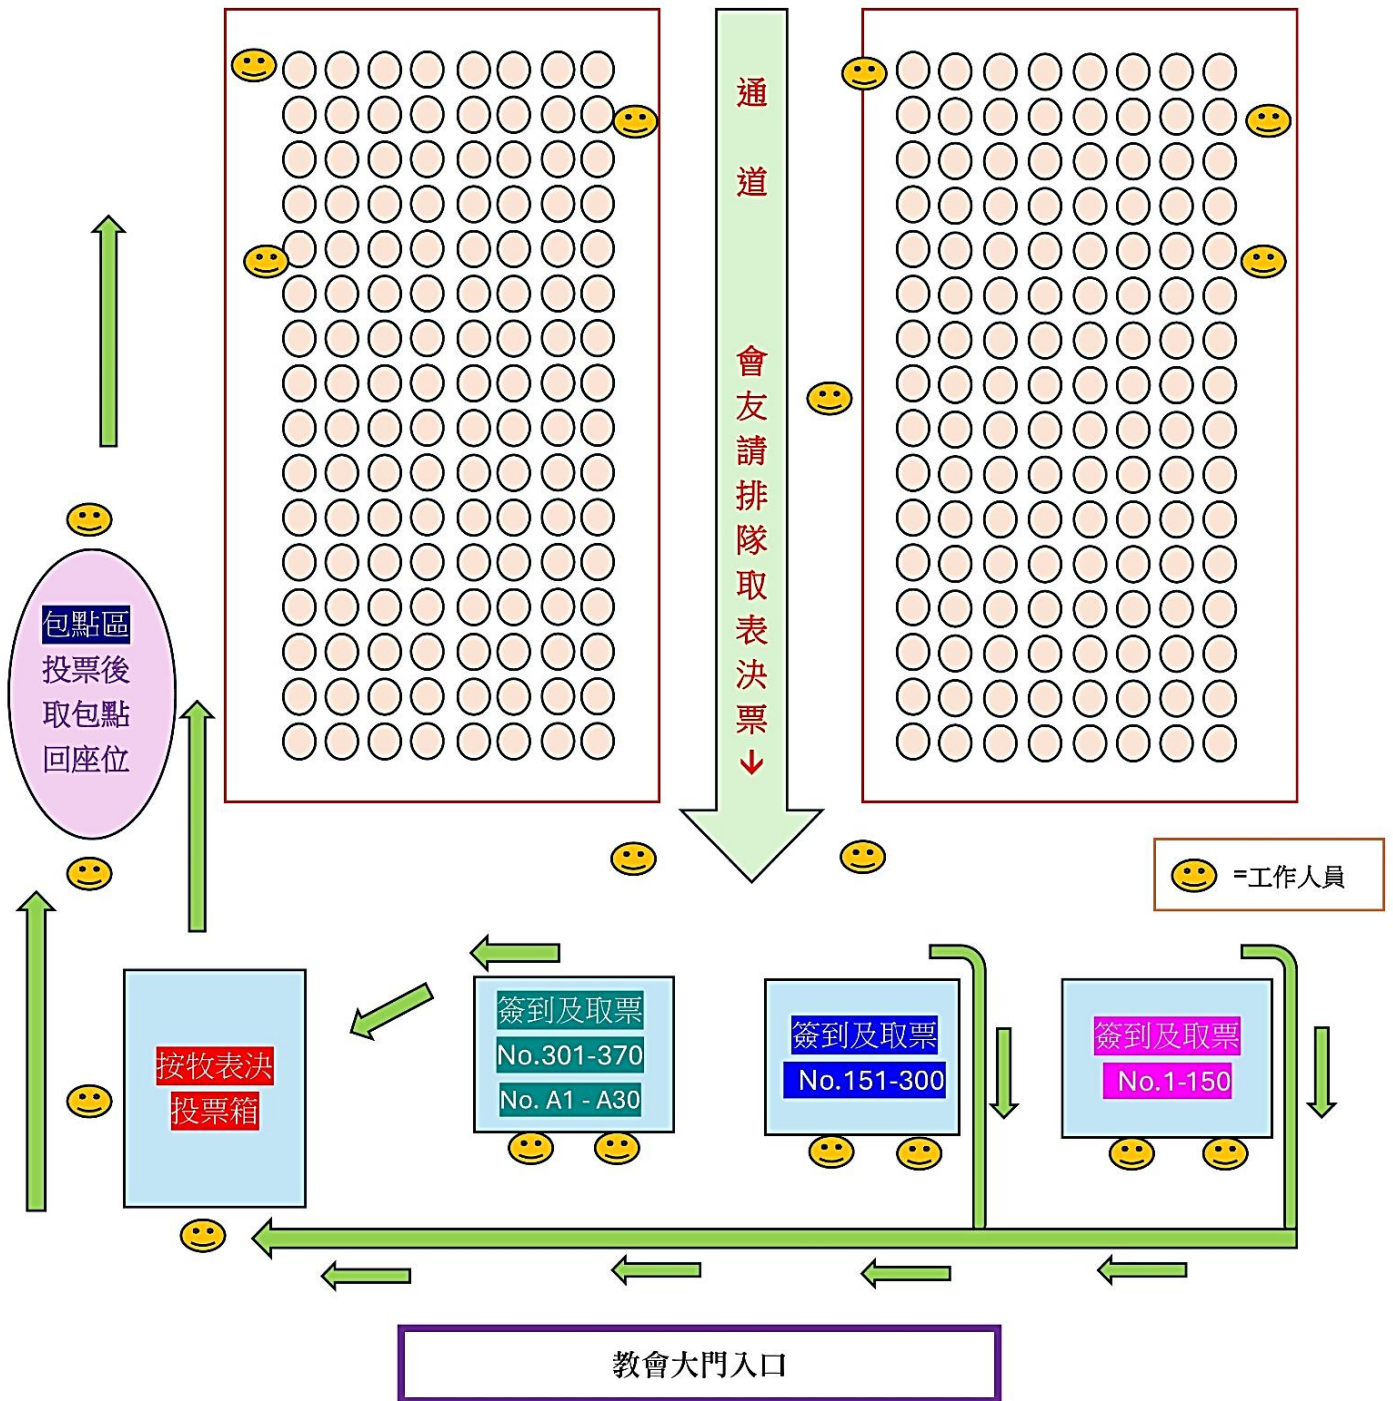 通
道
會
友
請
排
隊
取
表
決
票
↓
包點區
投票後
取包點
回座位
=工作人員
按牧表決
投票箱
簽到及取票
No.301-370
No. A1 - A30
簽到及取票
No.151-300
簽到及取票
No.1-150
教會大門入口